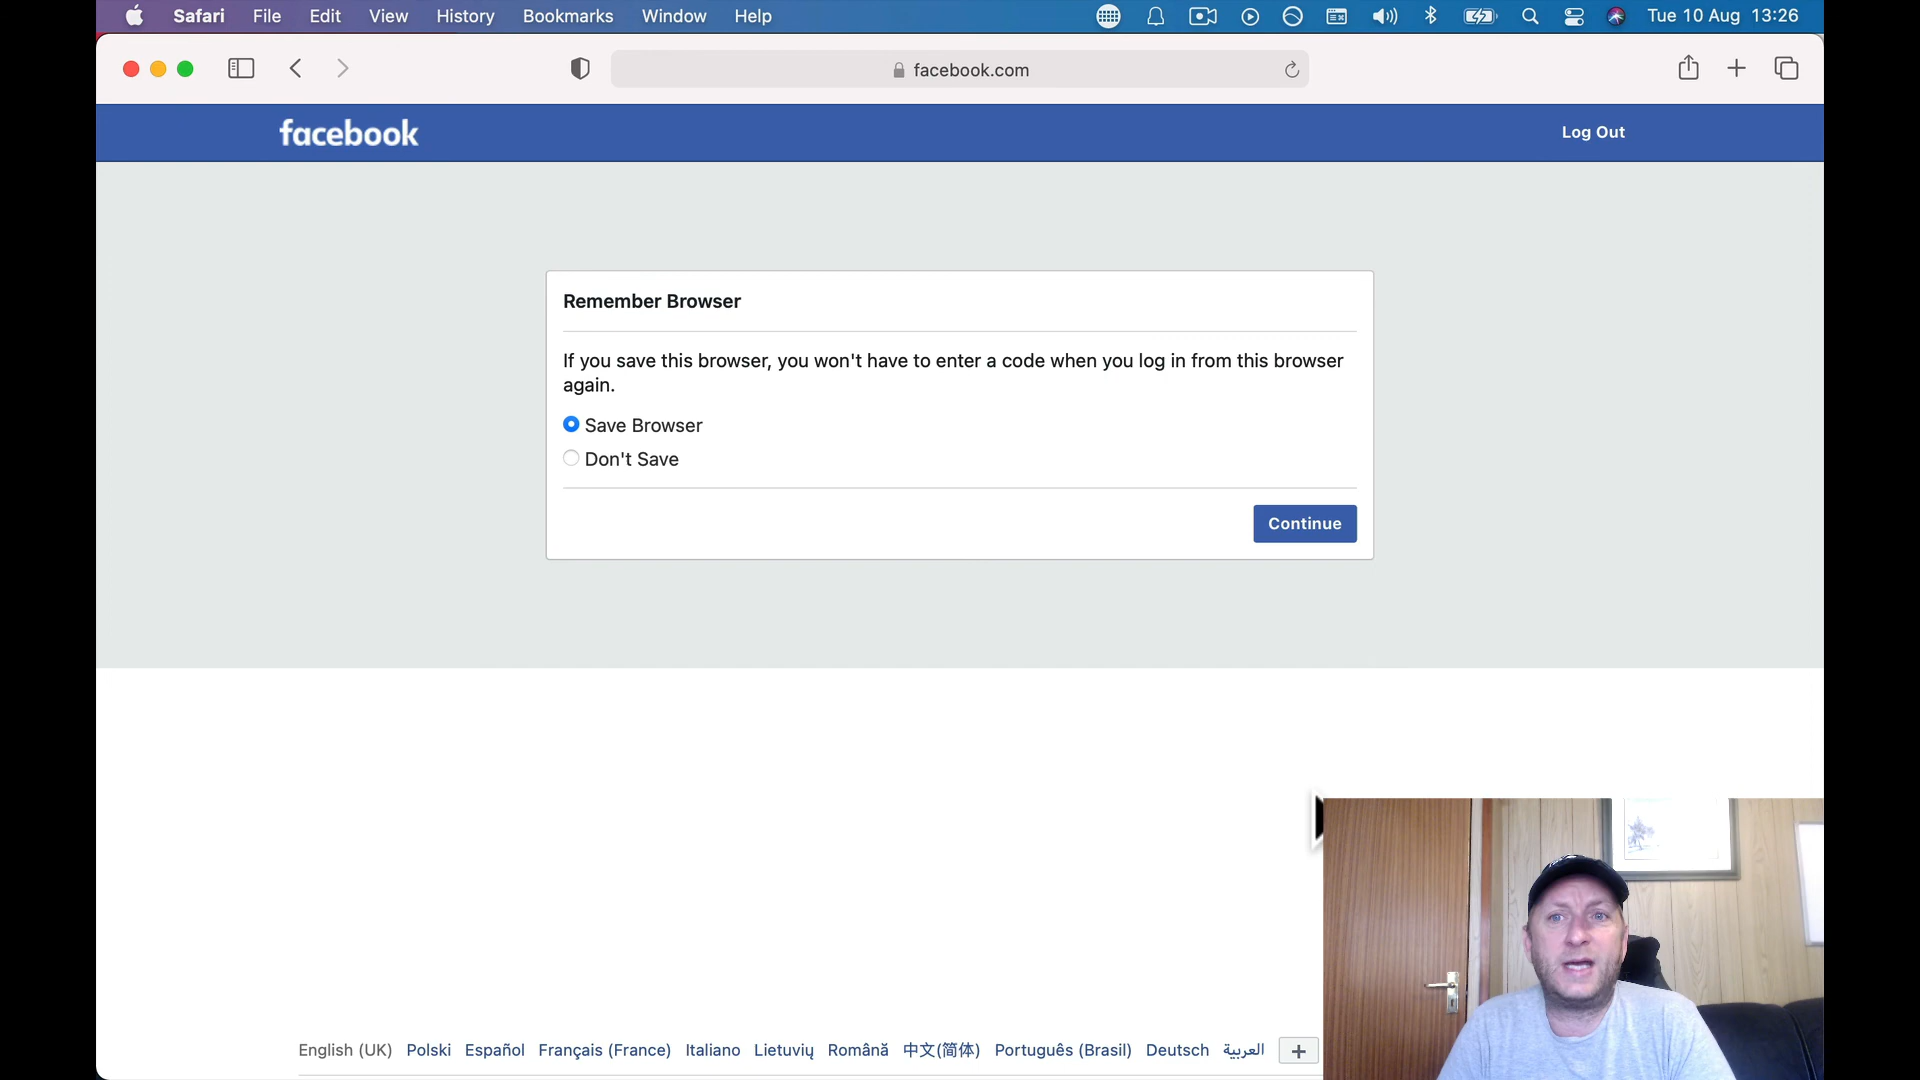 Safari File Edit View History Bookmarks Window Help Tue 10 Aug 13:26
facebook.com
facebook Log Out
Remember Browser
If you save this browser, you won't have to enter a code when you log in from this browser
again.
Save Browser
Don't Save
Continue
English (UK) Polski Español Français (France) Italiano Lietuvių Română 中文(简体) Português (Brasil) Deutsch العربية +